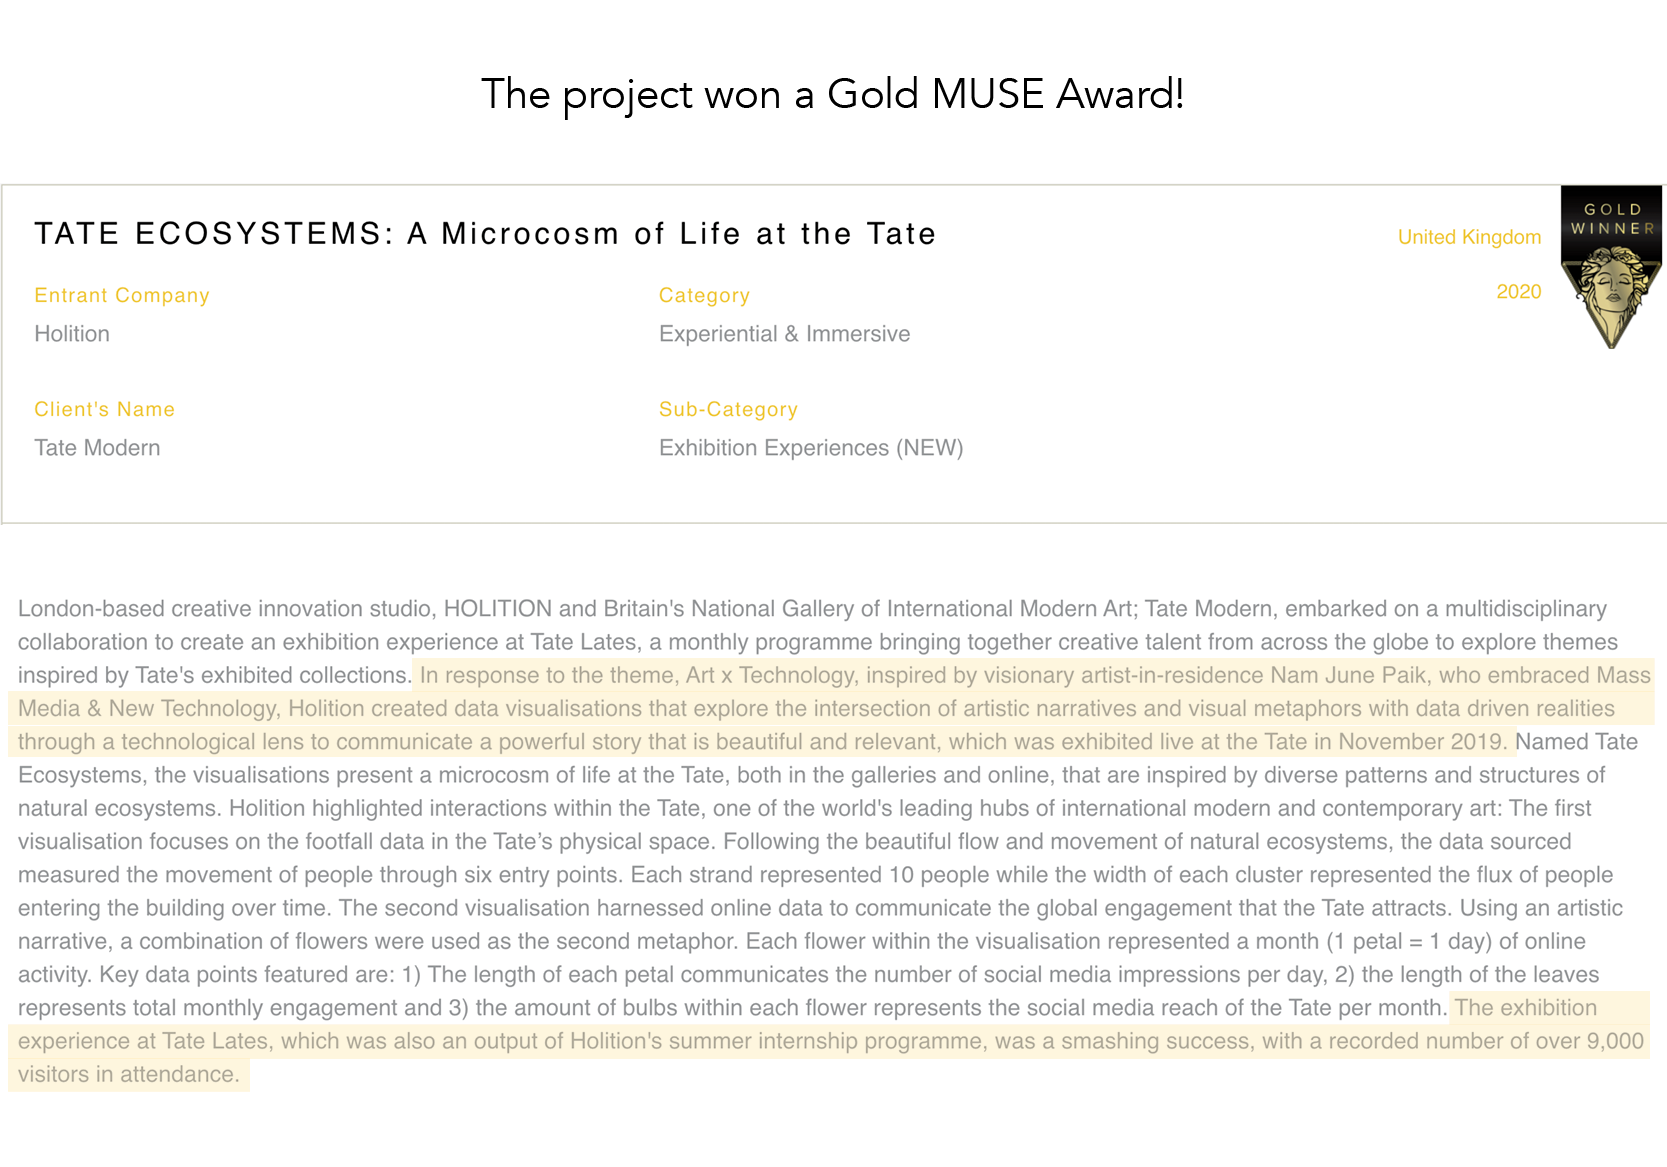 The project won a Gold MUSE Award!
TATE ECOSYSTEMS: A Microcosm of Life at the Tate
United Kingdom
GOLD
WINNER
Entrant Company
Category
2020
Holition
Experiential & Immersive
Client's Name
Sub-Category
Tate Modern
Exhibition Experiences (NEW)
London-based creative innovation studio, HOLITION and Britain's National Gallery of International Modern Art; Tate Modern, embarked on a multidisciplinary
collaboration to create an exhibition experience at Tate Lates, a monthly programme bringing together creative talent from across the globe to explore themes
inspired by Tate's exhibited collections. In response to the theme, Art x Technology, inspired by visionary artist-in-residence Nam June Paik, who embraced Mass
Media & New Technology, Holition created data visualisations that explore the intersection of artistic narratives and visual metaphors with data driven realities
through a technological lens to communicate a powerful story that is beautiful and relevant, which was exhibited live at the Tate in November 2019. Named Tate
Ecosystems, the visualisations present a microcosm of life at the Tate, both in the galleries and online, that are inspired by diverse patterns and structures of
natural ecosystems. Holition highlighted interactions within the Tate, one of the world's leading hubs of international modern and contemporary art: The first
visualisation focuses on the footfall data in the Tate’s physical space. Following the beautiful flow and movement of natural ecosystems, the data sourced
measured the movement of people through six entry points. Each strand represented 10 people while the width of each cluster represented the flux of people
entering the building over time. The second visualisation harnessed online data to communicate the global engagement that the Tate attracts. Using an artistic
narrative, a combination of flowers were used as the second metaphor. Each flower within the visualisation represented a month (1 petal = 1 day) of online
activity. Key data points featured are: 1) The length of each petal communicates the number of social media impressions per day, 2) the length of the leaves
represents total monthly engagement and 3) the amount of bulbs within each flower represents the social media reach of the Tate per month. The exhibition
experience at Tate Lates, which was also an output of Holition's summer internship programme, was a smashing success, with a recorded number of over 9,000
visitors in attendance.